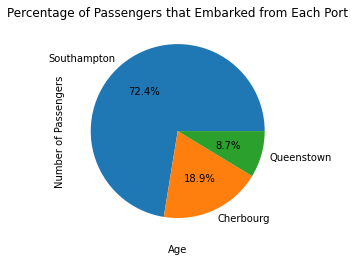 Percentage of Passengers that Embarked from Each Port
Southampton
72.4%
Number of Passengers
8.7%
Queenstown
18.9%
Cherbourg
Age